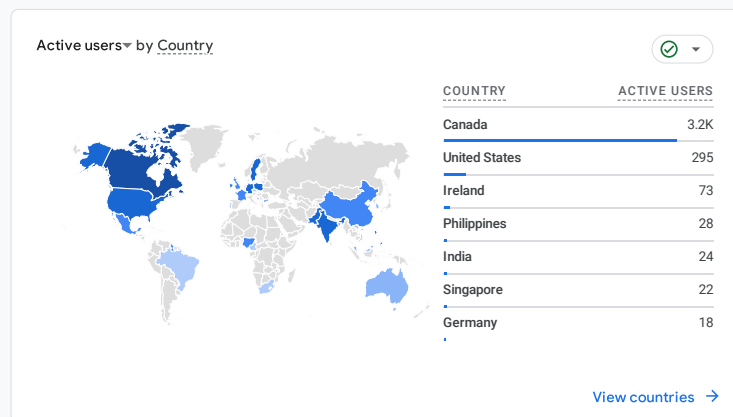 Active users by Country
COUNTRY ACTIVE USERS
Canada 3.2K
United States 295
Ireland 73
Philippines 28
India 24
Singapore 22
Germany 18
View countries